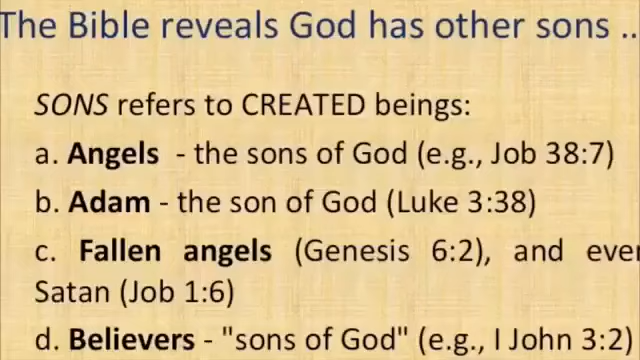 The Bible reveals God has other sons ..
SONS refers to CREATED beings:
a. Angels - the sons of God (e.g., Job 38:7)
b. Adam - the son of God (Luke 3:38)
c. Fallen angels (Genesis 6:2), and even
Satan (Job 1:6)
d. Believers - "sons of God" (e.g., I John 3:2)